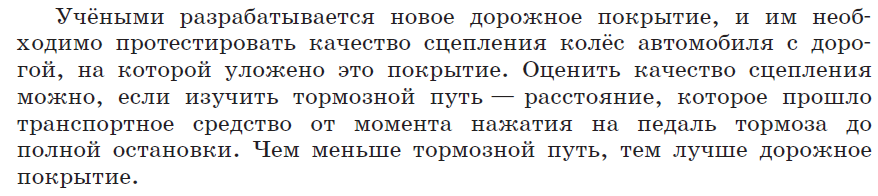 Учёными разрабатывается новое дорожное покрытие, и им необ-
ходимо протестировать качество сцепления колёс автомобиля с доро-
гой, на которой уложено это покрытие. Оценить качество сцепления
можно, если изучить тормозной путь — расстояние, которое прошло
транспортное средство от момента нажатия на педаль тормоза до
полной остановки. Чем меньше тормозной путь, тем лучше дорожное
покрытие.